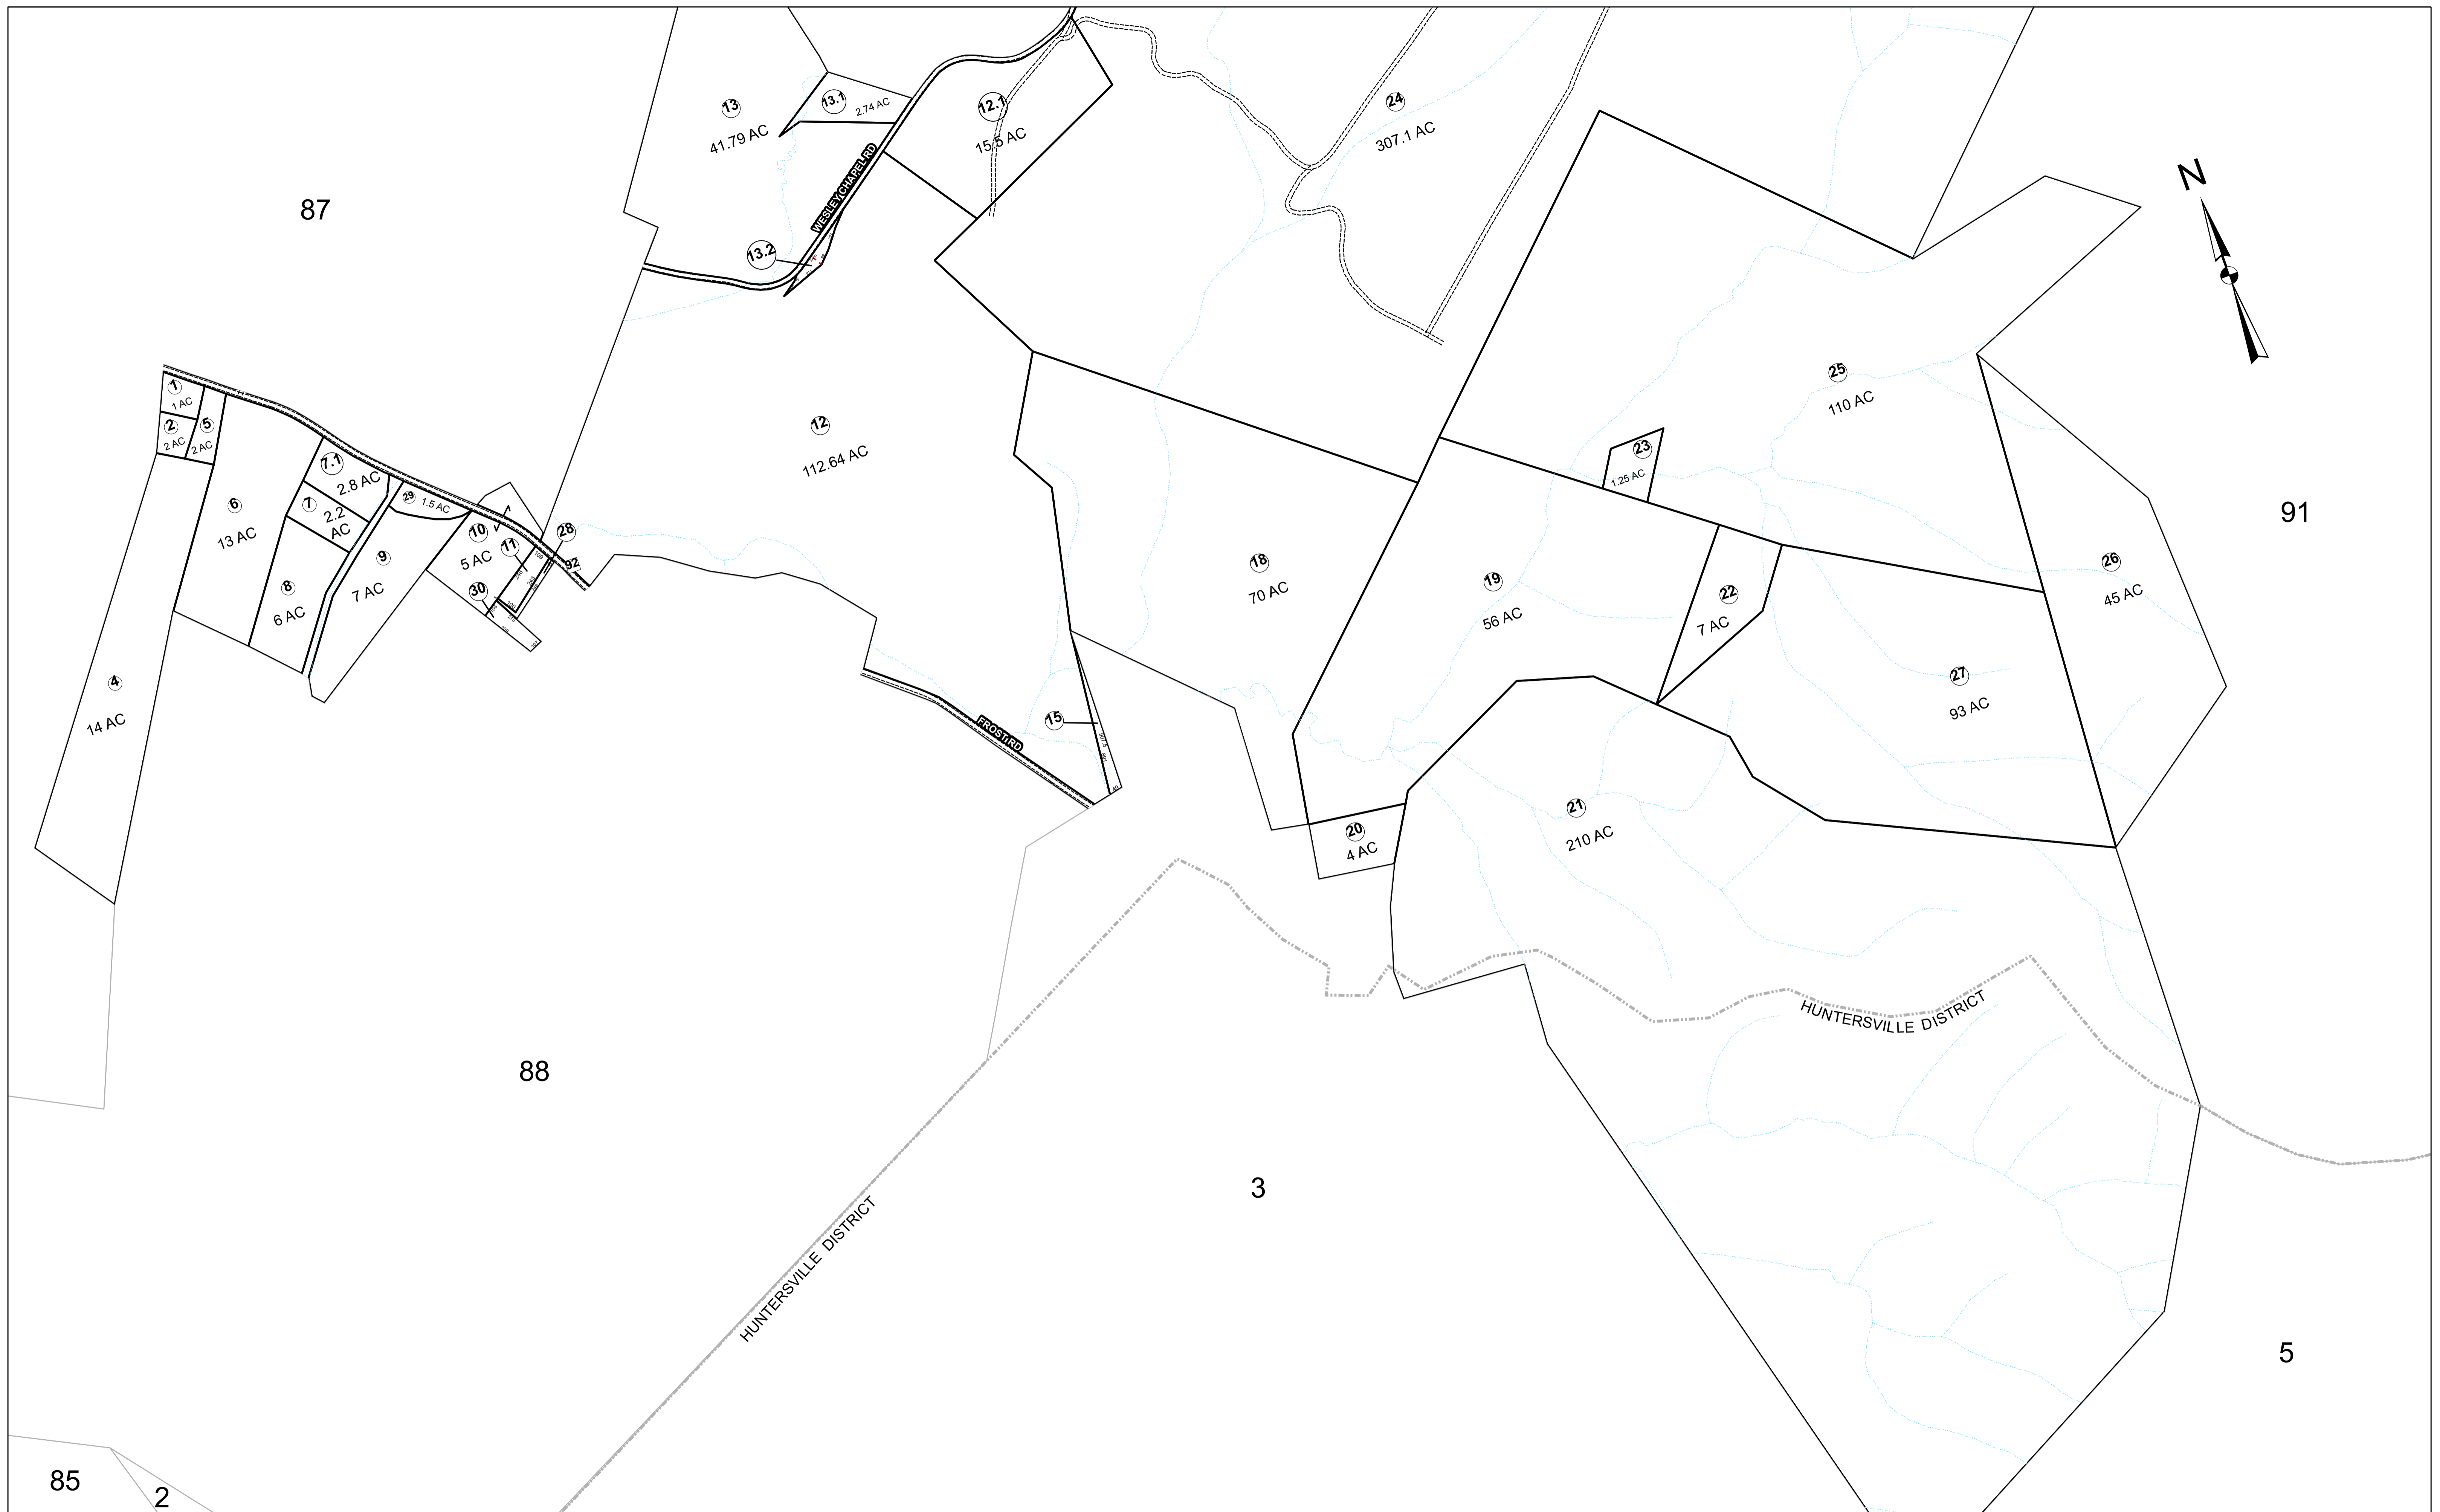 13
41.79 AC
13.1
2.74 AC
12.1
15.5 AC
24
307.1 AC
N
87
WESLEY CHAPEL RD
13.2
1
1 AC
2
2 AC
5
2 AC
12
112.64 AC
25
110 AC
23
1.25 AC
91
6
13 AC
7.1
2.8 AC
7
2.2
AC
29
1.5 AC
10
5 AC
11
28
92
9
7 AC
8
6 AC
30
18
70 AC
19
56 AC
22
7 AC
26
45 AC
4
14 AC
15
FROST RD
27
93 AC
20
4 AC
21
210 AC
HUNTERSVILLE DISTRICT
88
3
HUNTERSVILLE DISTRICT
5
85
2